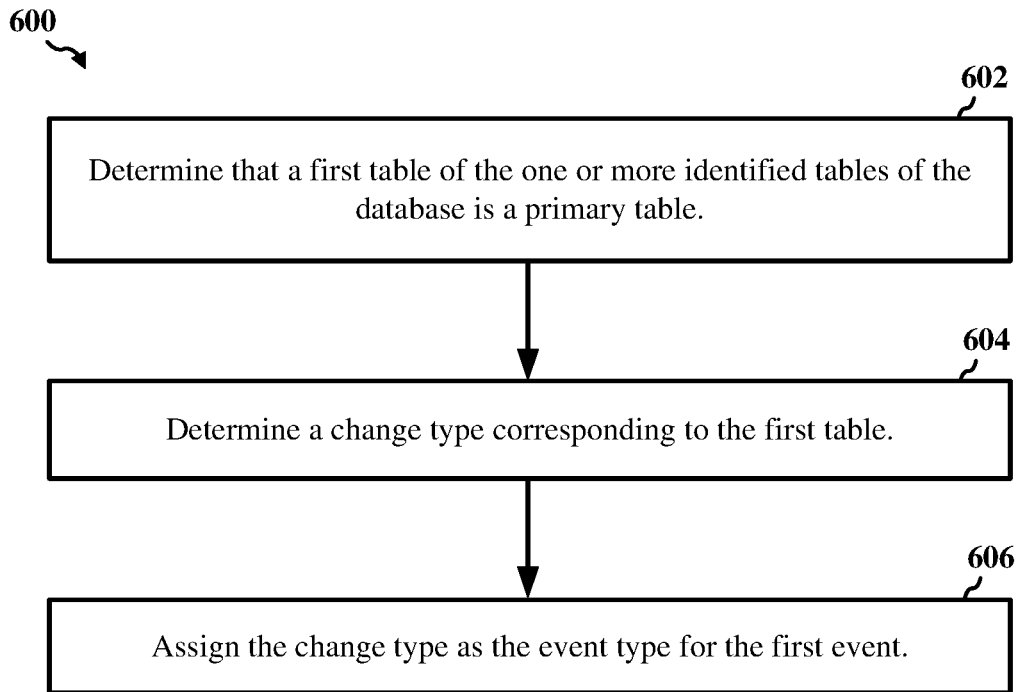 600
602
Determine that a first table of the one or more identified tables of the
database is a primary table.
604
Determine a change type corresponding to the first table.
606
Assign the change type as the event type for the first event.